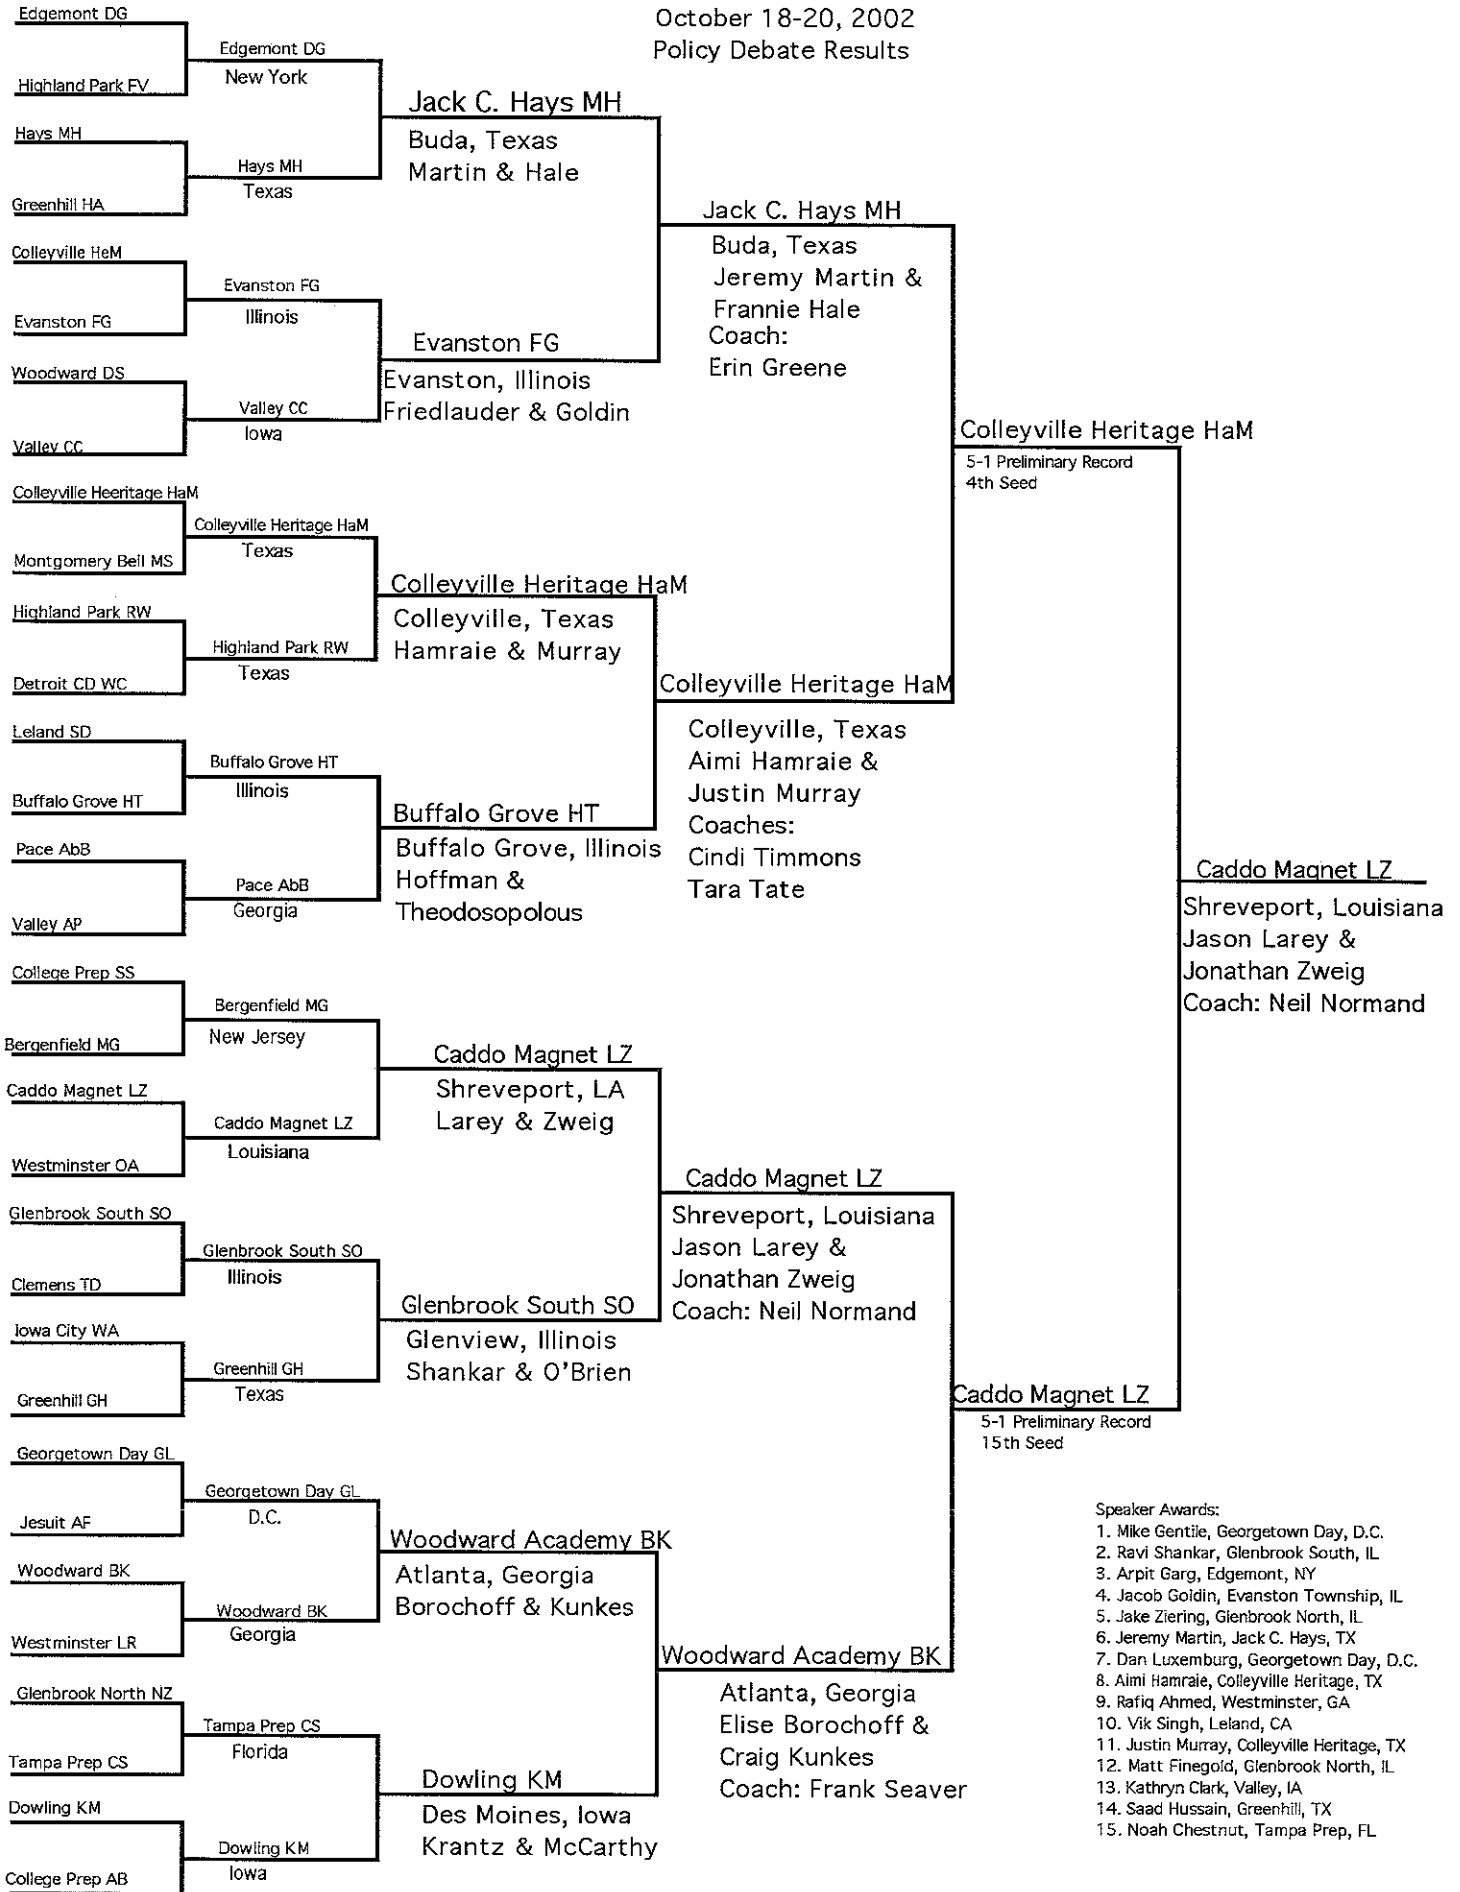 October 18-20, 2002
Policy Debate Results
Edgemont DG
Highland Park FV
Hays MH
Greenhill HA
Colleyville HeM
Evanston FG
Woodward DS
Valley CC
Colleyville Heeritage HaM
Montgomery Bell MS
Highland Park RW
Detroit CD WC
Leland SD
Buffalo Grove HT
Pace AbB
Valley AP
College Prep SS
Bergenfield MG
Caddo Magnet LZ
Westminster OA
Glenbrook South SO
Clemens TD
Iowa City WA
Greenhill GH
Georgetown Day GL
Jesuit AF
Woodward BK
Westminster LR
Glenbrook North NZ
Tampa Prep CS
Dowling KM
College Prep AB
Edgemont DG
New York
Hays MH
Texas
Evanston FG
Illinois
Valley CC
Iowa
Colleyville Heritage HaM
Texas
Highland Park RW
Texas
Buffalo Grove HT
Illinois
Pace AbB
Georgia
Bergenfield MG
New Jersey
Caddo Magnet LZ
Louisiana
Glenbrook South SO
Illinois
Greenhill GH
Texas
Georgetown Day GL
D.C.
Woodward BK
Georgia
Tampa Prep CS
Florida
Dowling KM
Iowa
Jack C. Hays MH
Buda, Texas
Martin & Hale
Evanston FG
Evanston, Illinois
Friedlauder & Goldin
Colleyville Heritage HaM
Colleyville, Texas
Hamraie & Murray
Buffalo Grove HT
Buffalo Grove, Illinois
Hoffman &
Theodosopolous
Caddo Magnet LZ
Shreveport, LA
Larey & Zweig
Glenbrook South SO
Glenview, Illinois
Shankar & O'Brien
Woodward Academy BK
Atlanta, Georgia
Borochoff & Kunkes
Dowling KM
Des Moines, Iowa
Krantz & McCarthy
Jack C. Hays MH
Buda, Texas
Jeremy Martin &
Frannie Hale
Coach:
Erin Greene
Colleyville Heritage HaM
Colleyville, Texas
Aimi Hamraie &
Justin Murray
Coaches:
Cindi Timmons
Tara Tate
Caddo Magnet LZ
Shreveport, Louisiana
Jason Larey &
Jonathan Zweig
Coach: Neil Normand
Woodward Academy BK
Atlanta, Georgia
Elise Borochoff &
Craig Kunkes
Coach: Frank Seaver
Colleyville Heritage HaM
5-1 Preliminary Record
4th Seed
Caddo Magnet LZ
5-1 Preliminary Record
15th Seed
Caddo Magnet LZ
Shreveport, Louisiana
Jason Larey &
Jonathan Zweig
Coach: Neil Normand
Speaker Awards:
1. Mike Gentile, Georgetown Day, D.C.
2. Ravi Shankar, Glenbrook South, IL
3. Arpit Garg, Edgemont, NY
4. Jacob Goldin, Evanston Township, IL
5. Jake Ziering, Glenbrook North, IL
6. Jeremy Martin, Jack C. Hays, TX
7. Dan Luxemburg, Georgetown Day, D.C.
8. Aimi Hamraie, Colleyville Heritage, TX
9. Rafiq Ahmed, Westminster, GA
10. Vik Singh, Leland, CA
11. Justin Murray, Colleyville Heritage, TX
12. Matt Finegold, Glenbrook North, IL
13. Kathryn Clark, Valley, IA
14. Saad Hussain, Greenhill, TX
15. Noah Chestnut, Tampa Prep, FL